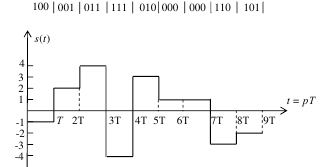 100 | 001 | 011 | 111 | 010 | 000 | 000 | 110 | 101 |
s(t)
4
3
2
1
t = pT
T 2T 3T 4T 5T 6T 7T 8T 9T
-1
-2
-3
-4